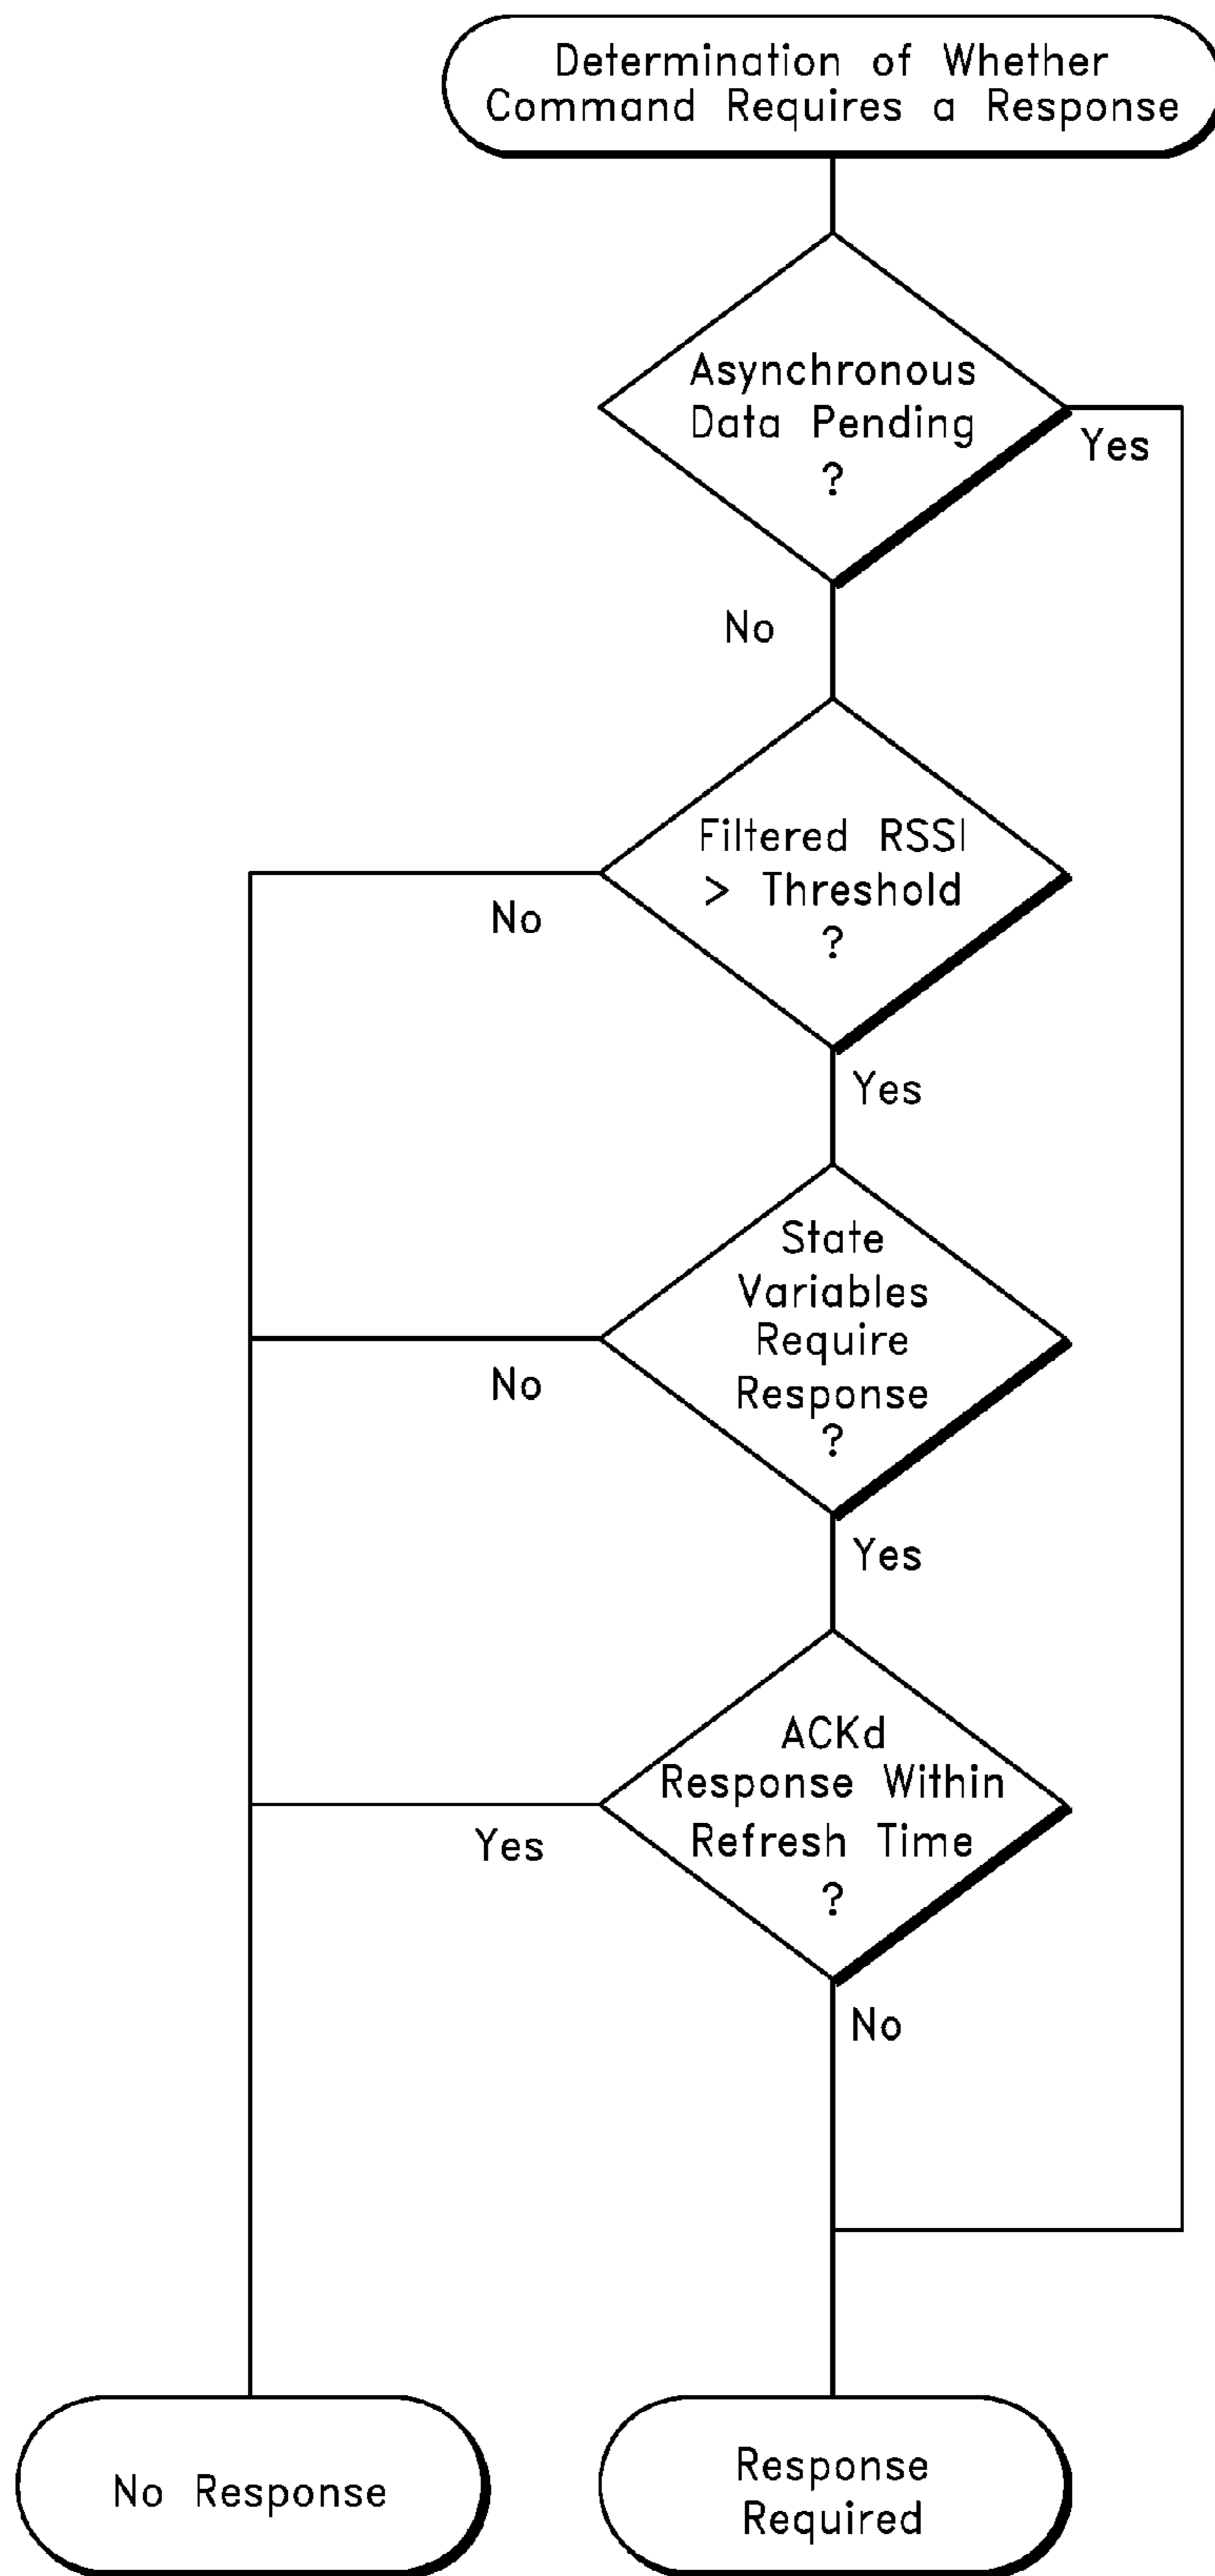 Determination of Whether
Command Requires a Response
Asynchronous
Data Pending
?
Yes
No
Filtered RSSI
> Threshold
?
No
Yes
State
Variables
Require
Response
?
No
Yes
ACKd
Response Within
Refresh Time
?
Yes
No
No Response
Response
Required